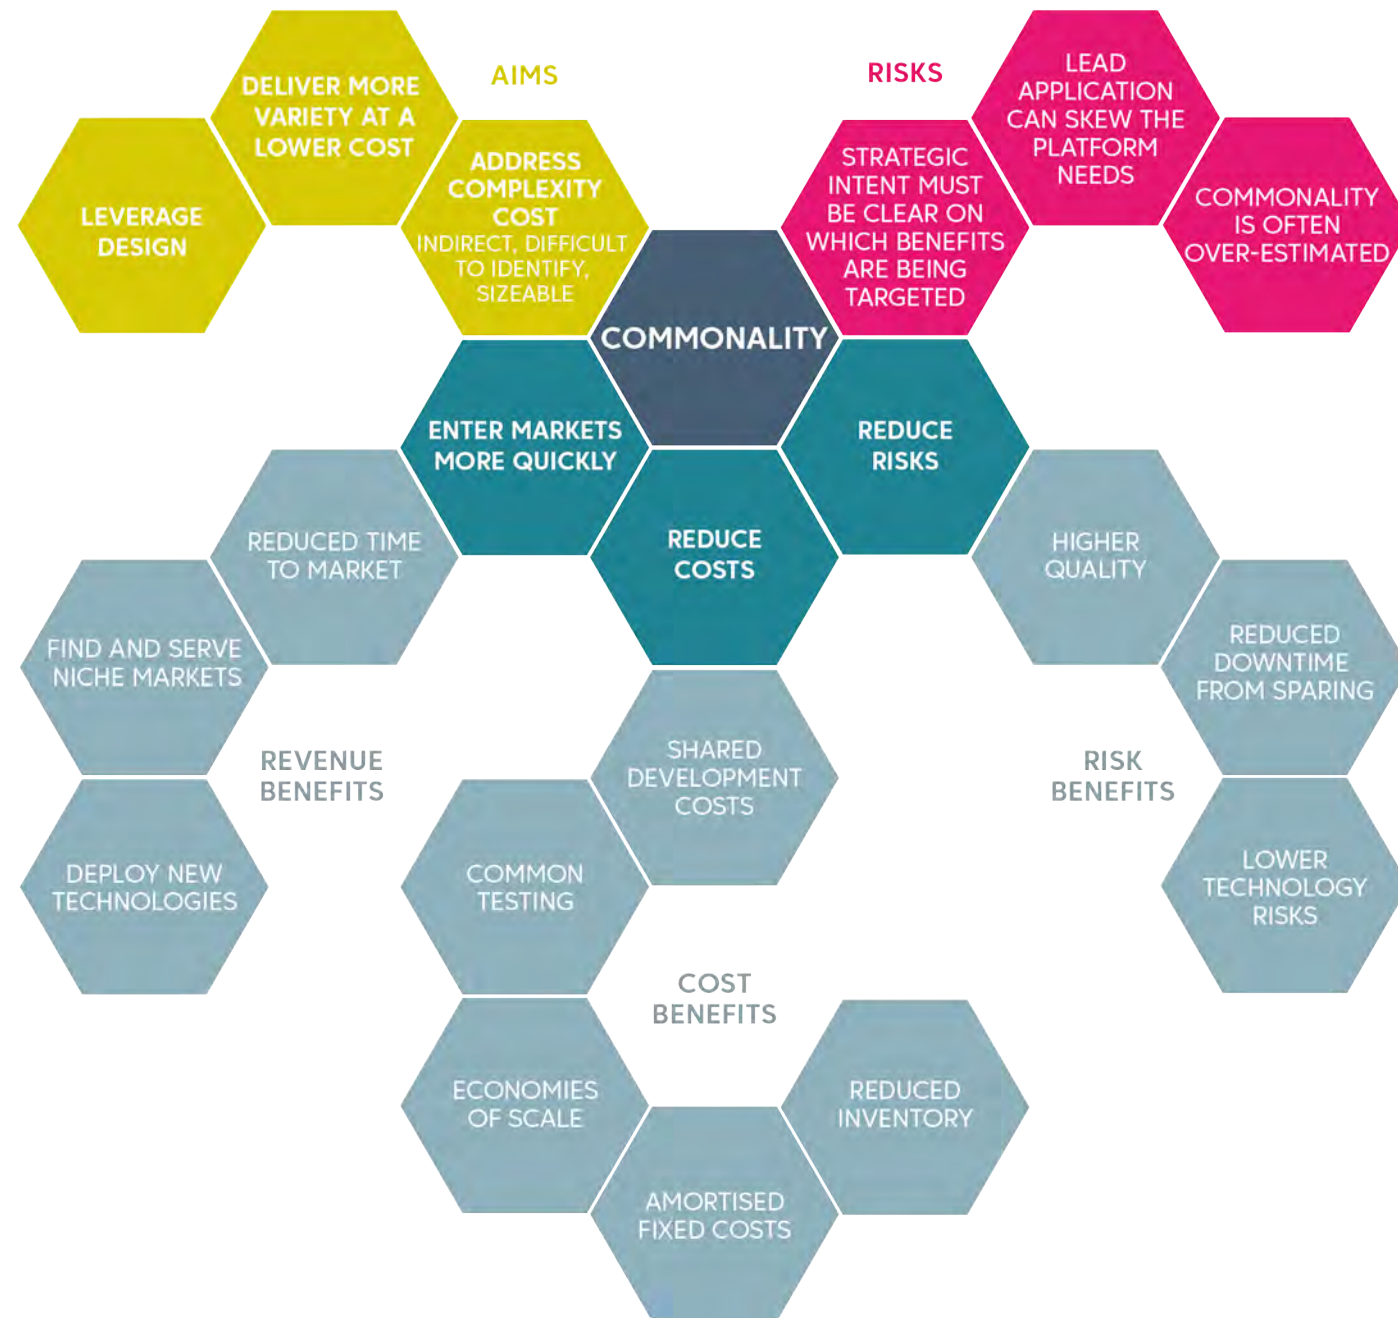 AIMS
LEVERAGE
DESIGN
DELIVER MORE
VARIETY AT A
LOWER COST
ADDRESS
COMPLEXITY
COST
INDIRECT, DIFFICULT
TO IDENTIFY,
SIZEABLE
COMMONALITY
RISKS
STRATEGIC
INTENT MUST
BE CLEAR ON
WHICH BENEFITS
ARE BEING
TARGETED
LEAD
APPLICATION
CAN SKEW THE
PLATFORM
NEEDS
COMMONALITY
IS OFTEN
OVER-ESTIMATED
ENTER MARKETS
MORE QUICKLY
REDUCE
COSTS
REDUCE
RISKS
REDUCED TIME
TO MARKET
FIND AND SERVE
NICHE MARKETS
DEPLOY NEW
TECHNOLOGIES
REVENUE
BENEFITS
SHARED
DEVELOPMENT
COSTS
COMMON
TESTING
ECONOMIES
OF SCALE
AMORTISED
FIXED COSTS
REDUCED
INVENTORY
COST
BENEFITS
HIGHER
QUALITY
REDUCED
DOWNTIME
FROM SPARING
LOWER
TECHNOLOGY
RISKS
RISK
BENEFITS